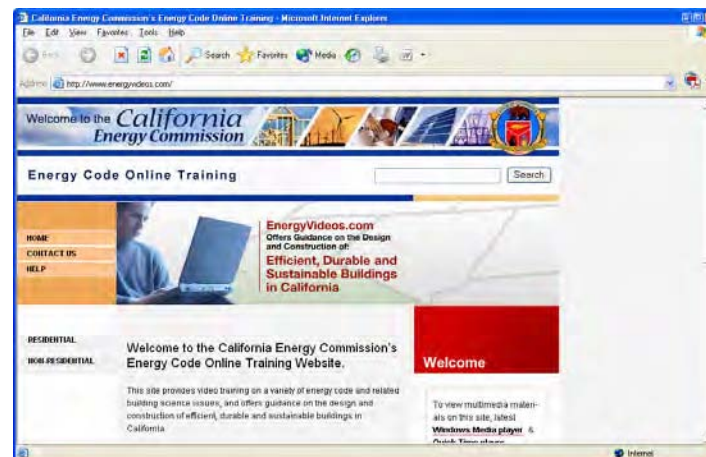 California Energy Commission's Energy Code Online Training - Microsoft Internet Explorer
File Edit View Favorites Tools Help
Back Search Favorites Media
Address http://www.energyvideos.com/
Welcome to the California
Energy Commission
Energy Code Online Training
Search
EnergyVideos.com
Offers Guidance on the Design
and Construction of:
Efficient, Durable and
Sustainable Buildings
in California
HOME
CONTACT US
HELP
RESIDENTIAL
NON-RESIDENTIAL
Welcome to the California Energy Commission's
Energy Code Online Training Website.
This site provides video training on a variety of energy code and related
building science issues, and offers guidance on the design and
construction of efficient, durable and sustainable buildings in
California.
Welcome
To view multimedia materi-
als on this site, latest
Windows Media player &
Quick Time player
Internet